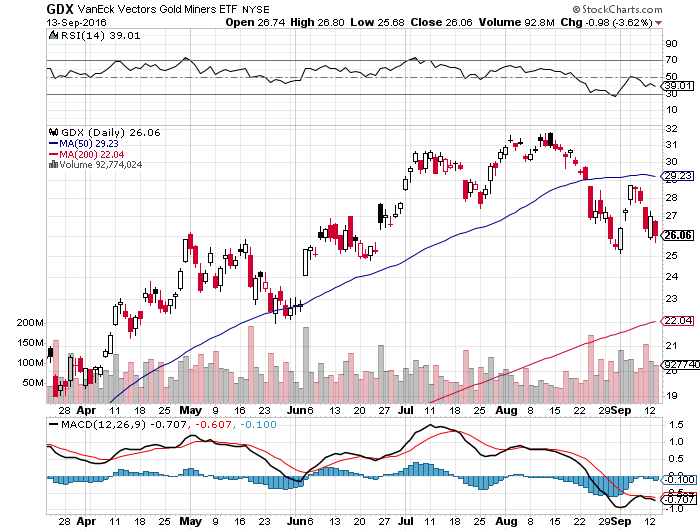 GDX VanEck Vectors Gold Miners ETF NYSE © StockCharts.com
13-Sep-2016 Open 26.74 High 26.80 Low 25.68 Close 26.06 Volume 92.8M Chg -0.98 (-3.62%)
RSI(14) 39.01
90
70
50
39.01
30
10
GDX (Daily) 26.06
MA(50) 29.23
MA(200) 22.04
Volume 92,774,024
32
31
30
29.23
28
27
26.06
25
24
23
22.04
21
20
19
200M
150M
100M
50M
927740
28 Apr 11 18 25 May 9 16 23 Jun 6 13 20 27 Jul 11 18 25 Aug 8 15 22 29 Sep 12
MACD(12,26,9) -0.707, -0.607, -0.100
1.5
1.0
0.5
0.0
-0.100
-0.707
-1.0
28 Apr 11 18 25 May 9 16 23 Jun 6 13 20 27 Jul 11 18 25 Aug 8 15 22 29 Sep 12